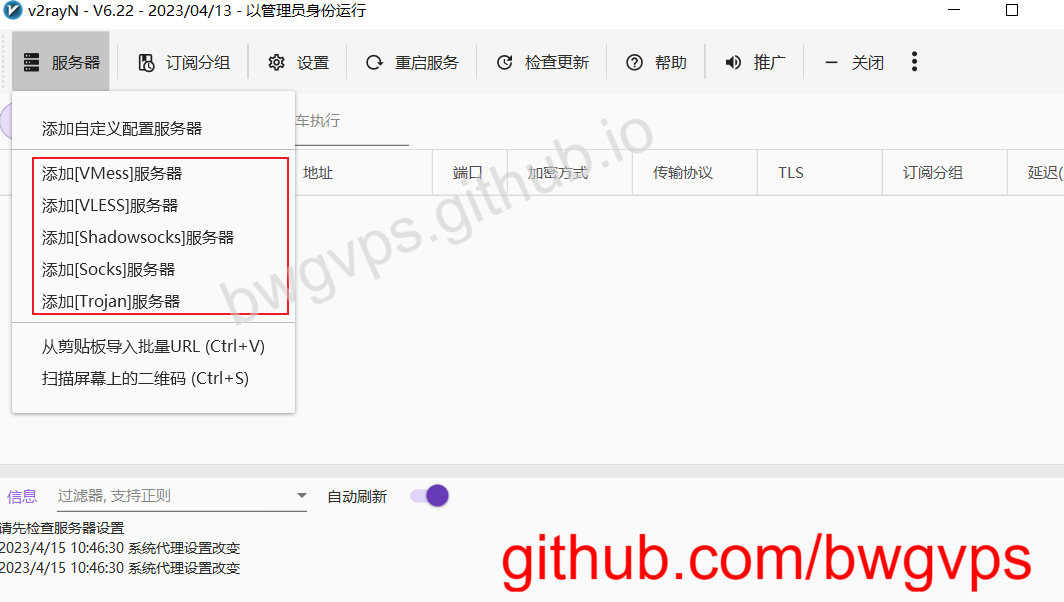 v2rayN - V6.22 - 2023/04/13 - 以管理员身份运行
服务器 订阅分组 设置 重启服务 检查更新 帮助 推广 关闭
添加自定义配置服务器
车执行
添加[VMess]服务器
添加[VLESS]服务器
添加[Shadowsocks]服务器
添加[Socks]服务器
添加[Trojan]服务器
从剪贴板导入批量URL (Ctrl+V)
扫描屏幕上的二维码 (Ctrl+S)
地址 端口 加密方式 传输协议 TLS 订阅分组 延迟(
bwgvps.github.io
信息 过滤器, 支持正则 自动刷新
请先检查服务器设置
2023/4/15 10:46:30 系统代理设置改变
2023/4/15 10:46:30 系统代理设置改变
github.com/bwgvps